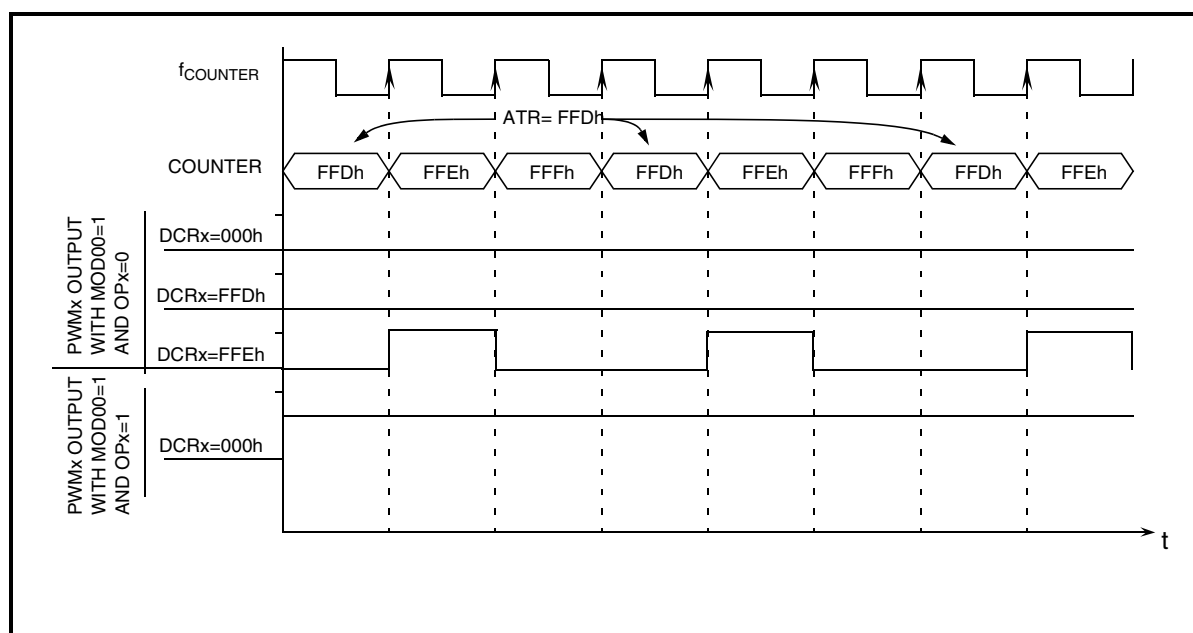 fCOUNTER
ATR= FFDh
COUNTER
FFDh FFEh FFFh FFDh FFEh FFFh FFDh FFEh
PWMx OUTPUT
WITH MOD00=1
AND OPx=0
DCRx=000h
DCRx=FFDh
DCRx=FFEh
PWMx OUTPUT
WITH MOD00=1
AND OPx=1
DCRx=000h
t